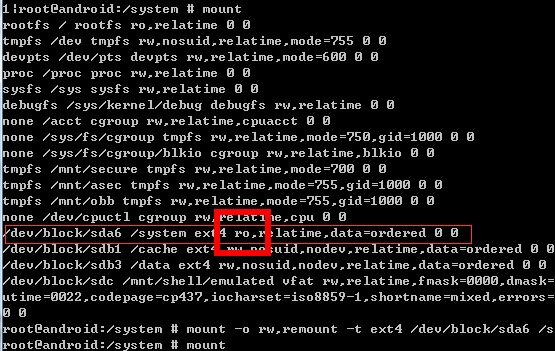 1|root@android:/system # mount
rootfs / rootfs ro,relatime 0 0
tmpfs /dev tmpfs rw,nosuid,relatime,mode=755 0 0
devpts /dev/pts devpts rw,relatime,mode=600 0 0
proc /proc proc rw,relatime 0 0
sysfs /sys sysfs rw,relatime 0 0
debugfs /sys/kernel/debug debugfs rw,relatime 0 0
none /acct cgroup rw,relatime,cpuacct 0 0
none /sys/fs/cgroup tmpfs rw,relatime,mode=750,gid=1000 0 0
none /sys/fs/cgroup/blkio cgroup rw,relatime,blkio 0 0
tmpfs /mnt/secure tmpfs rw,relatime,mode=700 0 0
tmpfs /mnt/asec tmpfs rw,relatime,mode=755,gid=1000 0 0
tmpfs /mnt/obb tmpfs rw,relatime,mode=755,gid=1000 0 0
none /dev/cpuctl cgroup rw,relatime,cpu 0 0
/dev/block/sda6 /system ext4 ro,relatime,data=ordered 0 0
/dev/block/sdb1 /cache ext4 rw,nosuid,nodev,relatime,data=ordered 0 0
/dev/block/sdb3 /data ext4 rw,nosuid,nodev,relatime,data=ordered 0 0
/dev/block/sdc /mnt/shell/emulated vfat rw,relatime,fmask=0000,dmask=
utime=0022,codepage=cp437,iocharset=iso8859-1,shortname=mixed,errors=
0 0
root@android:/system # mount -o rw,remount -t ext4 /dev/block/sda6 /s
root@android:/system # mount